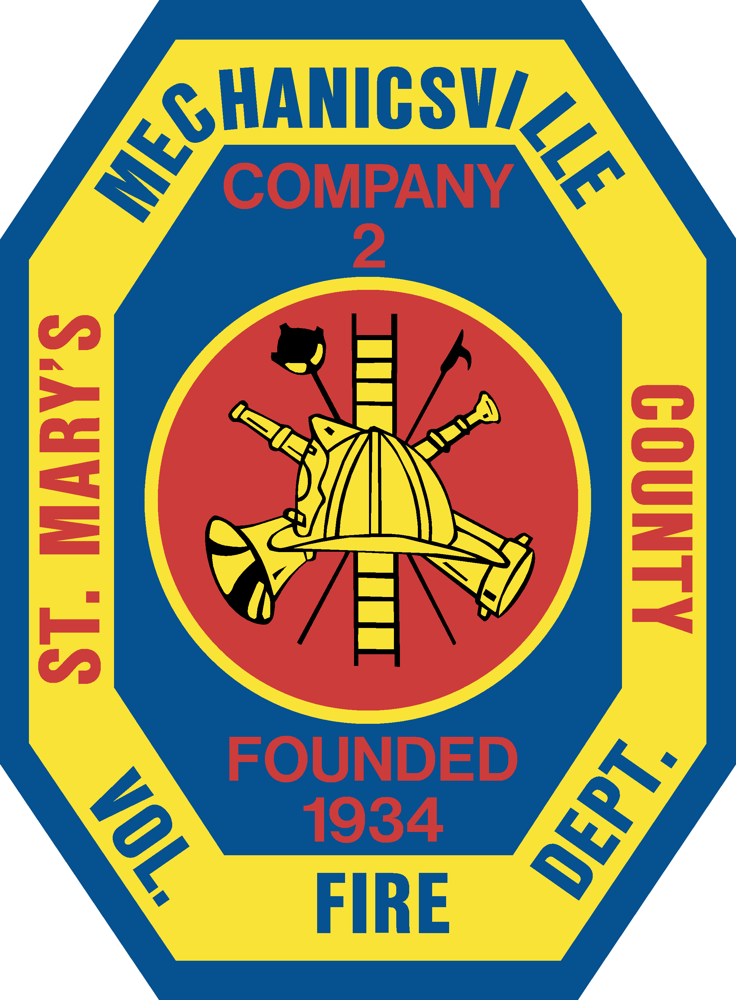 MECHANICSVILLE
COMPANY
2
ST. MARY'S
COUNTY
FOUNDED
1934
VOL.
FIRE
DEPT.